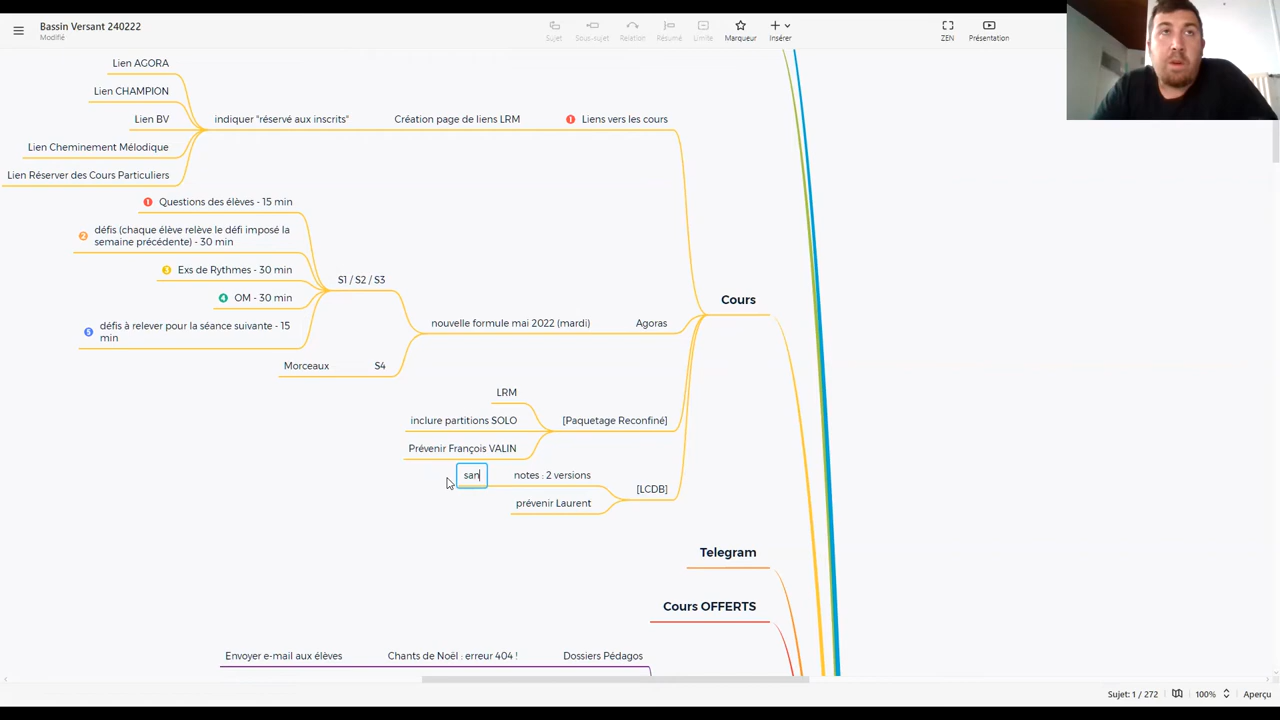 Bassin Versant 240222
Modifié
Sujet
Sous-sujet
Relation
Résumé
Limite
Marqueur
Insérer
ZEN
Présentation
Lien AGORA
Lien CHAMPION
Lien BV
Lien Cheminement Mélodique
Lien Réserver des Cours Particuliers
indiquer "réservé aux inscrits"
Création page de liens LRM
Liens vers les cours
1 Questions des élèves - 15 min
2 défis (chaque élève relève le défi imposé la
semaine précédente) - 30 min
3 Exs de Rythmes - 30 min
4 OM - 30 min
5 défis à relever pour la séance suivante - 15
min
S1 / S2 / S3
Morceaux
S4
nouvelle formule mai 2022 (mardi)
Agoras
Cours
LRM
inclure partitions SOLO
Prévenir François VALIN
[Paquetage Reconfiné]
san
notes : 2 versions
prévenir Laurent
[LCDB]
Telegram
Cours OFFERTS
Envoyer e-mail aux élèves
Chants de Noël : erreur 404 !
Dossiers Pédagos
Sujet: 1 / 272
100%
Aperçu